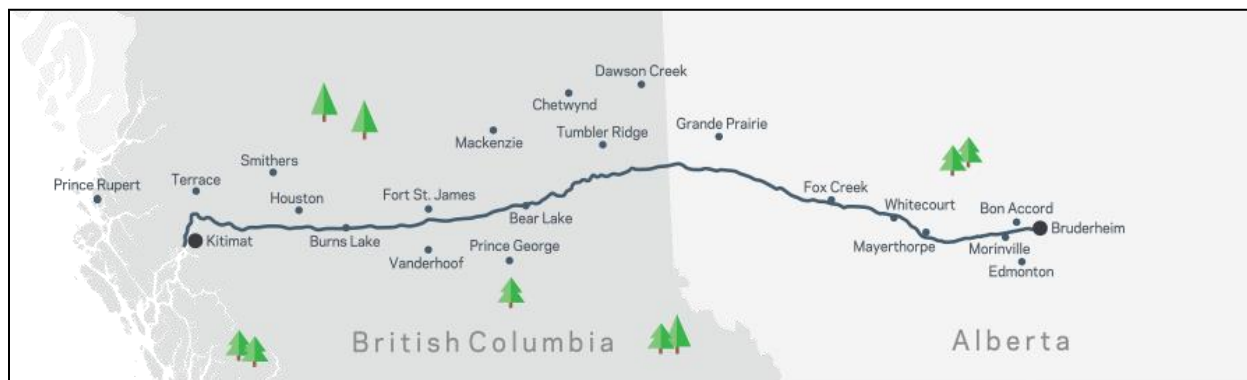 Dawson Creek
Chetwynd
Grande Prairie
Mackenzie
Tumbler Ridge
Smithers
Prince Rupert
Terrace
Houston
Fort St. James
Fox Creek
Bear Lake
Whitecourt
Bon Accord
Kitimat
Burns Lake
Bruderheim
Vanderhoof
Prince George
Mayerthorpe
Morinville
Edmonton
British Columbia
Alberta